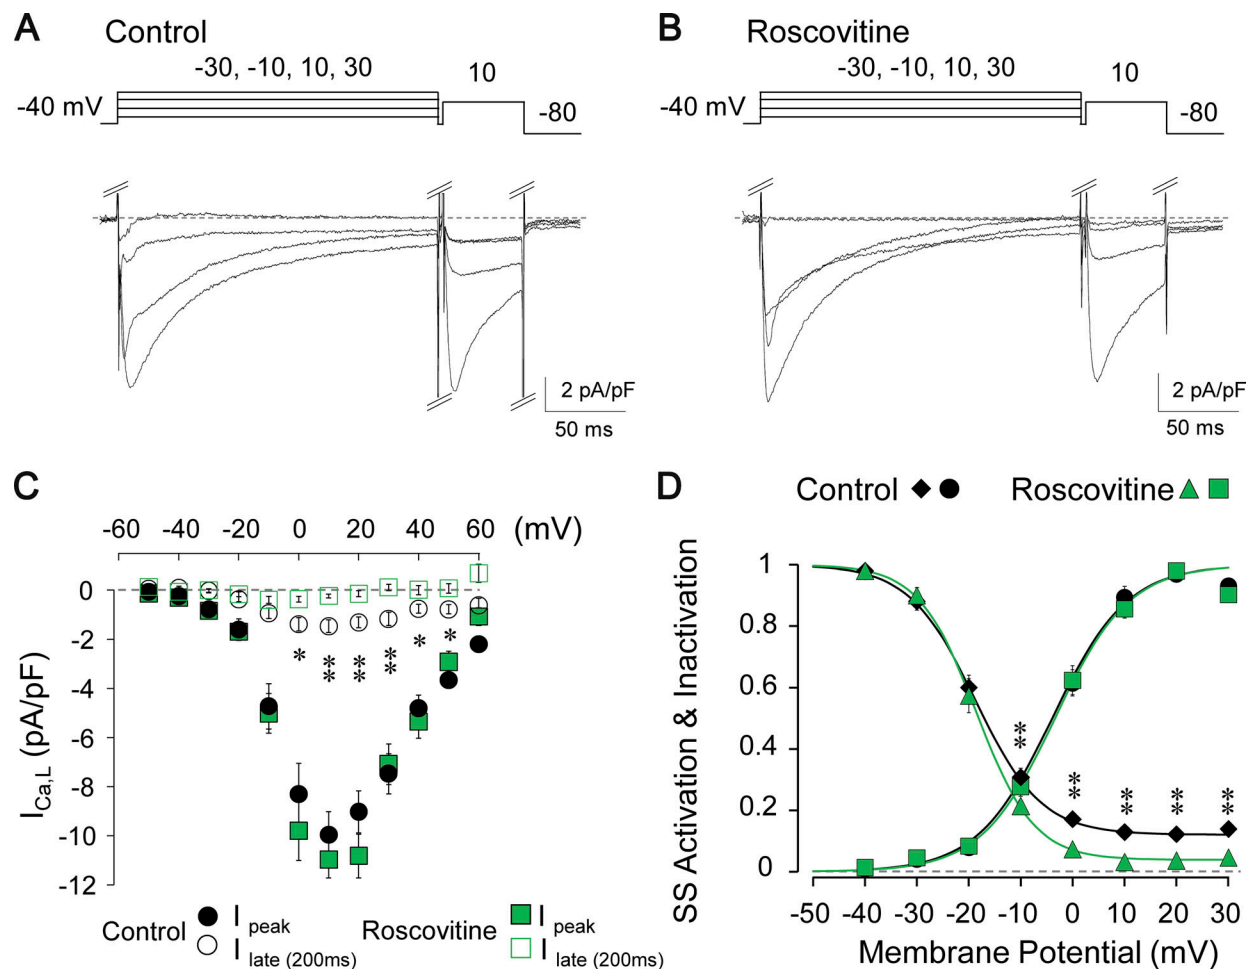 A Control
-30, -10, 10, 30
10
-40 mV
-80
2 pA/pF
50 ms
B Roscovitine
-30, -10, 10, 30
10
-40 mV
-80
2 pA/pF
50 ms
C
-60 -40 -20 0 20 40 60 (mV)
0
-2
-4
-6
-8
-10
-12
I Ca,L (pA/pF)
* ** ** ** * *
Control I peak
I late (200ms)
Roscovitine I peak
I late (200ms)
D
Control Roscovitine
SS Activation & Inactivation
1
0.8
0.6
0.4
0.2
0
** ** ** ** **
-50 -40 -30 -20 -10 0 10 20 30
Membrane Potential (mV)